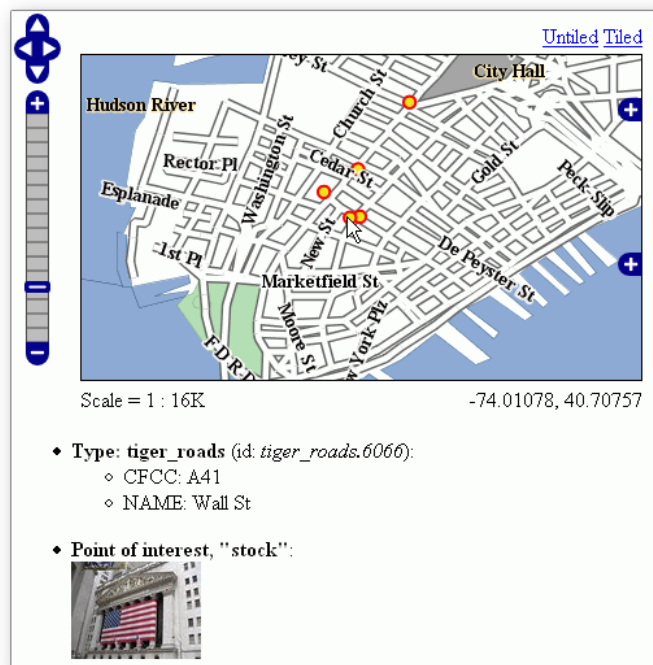 Untiled Tiled
ey St
City Hall
Hudson River
Church St
Washington St
Rector Pl
Cedar St
Gold St
Peck Slip
Esplanade
New St
1st Pl
De Peyster St
Marketfield St
Moore St
w York Plz
F D R D
Scale = 1 : 16K
-74.01078, 40.70757
Type: tiger_roads (id: tiger_roads.6066):
CFCC: A41
NAME: Wall St
Point of interest, "stock":